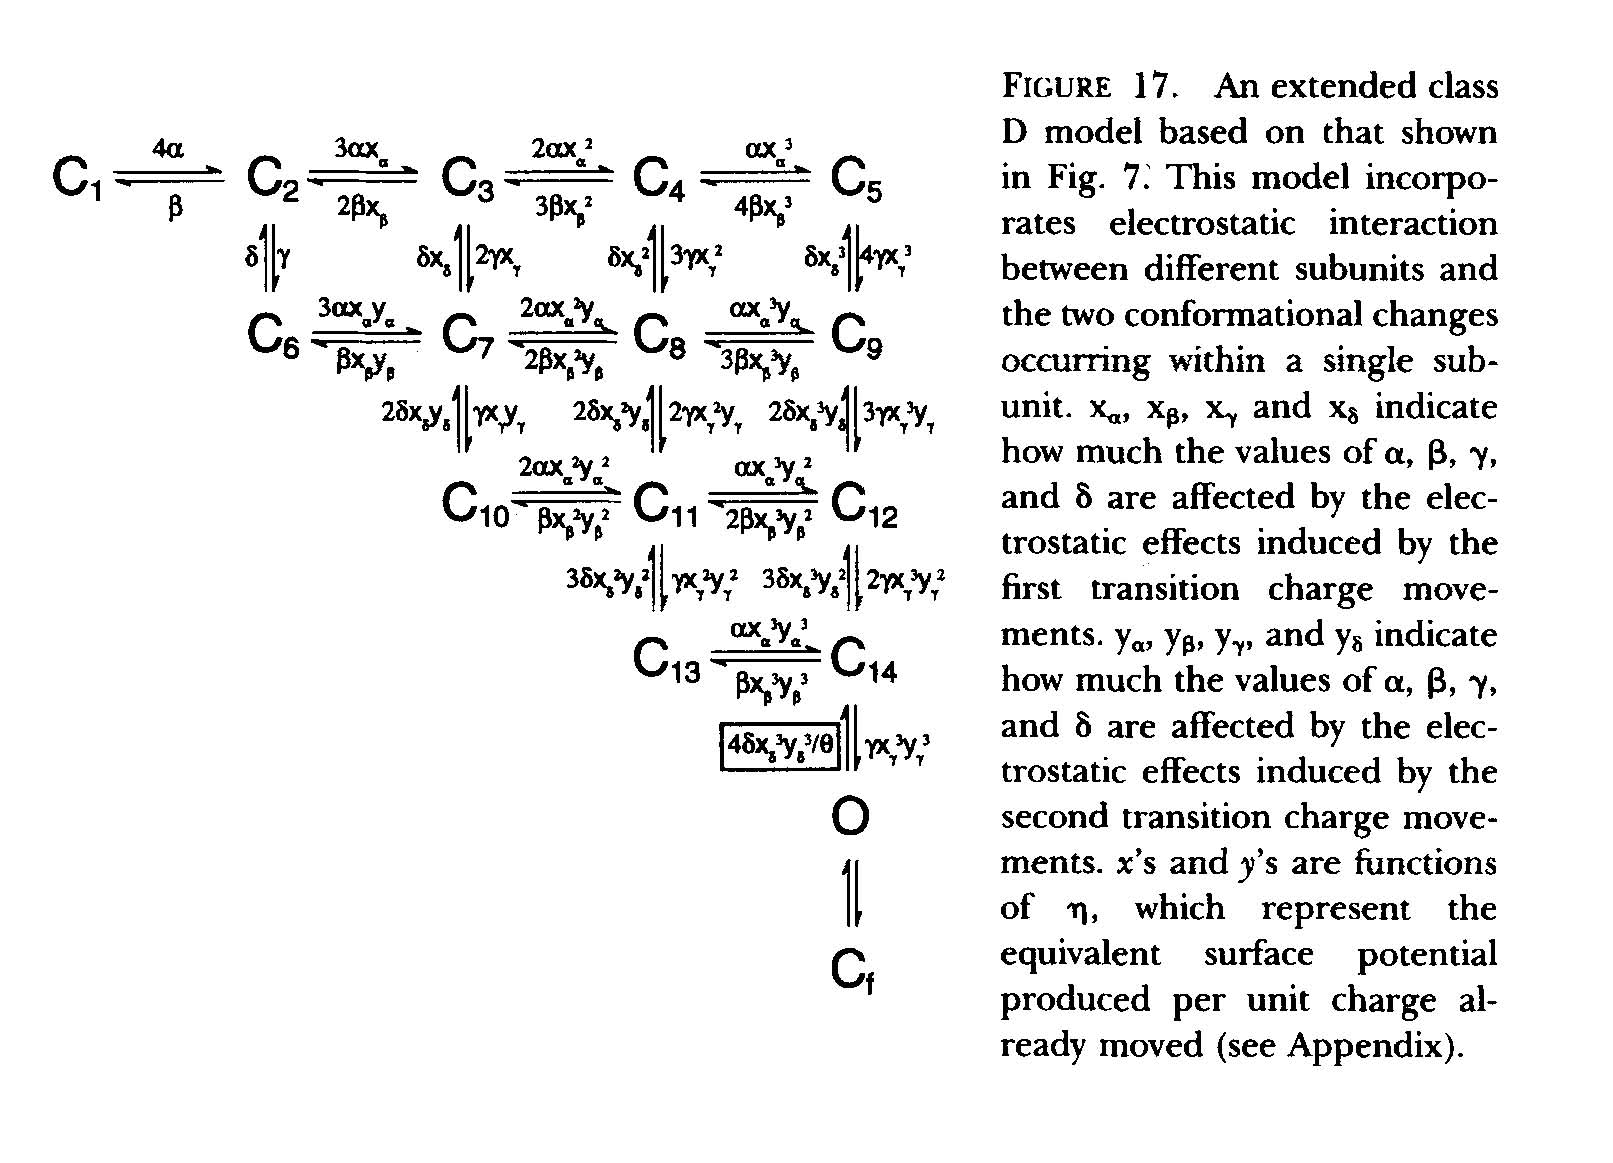 4α 3αxα 2αxα² αxα³
C1 C2 C3 C4 C5
β 2βxβ 3βxβ² 4βxβ³
δ γ δxδ 2γxγ δxδ² 3γxγ² δxδ³ 4γxγ³
3αxαyα 2αxα²yα αxα³yα
C6 C7 C8 C9
βxβyβ 2βxβ²yβ 3βxβ³yβ
2δxδyδ γxγyγ 2δxδ²yδ 2γxγ²yγ 2δxδ³yδ 3γxγ³yγ
2αxα²yα² αxα³yα²
C10 C11 C12
βxβ²yβ² 2βxβ³yβ²
3δxδ²yδ² γxγ²yγ² 3δxδ³yδ² 2γxγ³yγ²
αxα³yα³
C13 C14
βxβ³yβ³
4δxδ³yδ³/θ γxγ³yγ³
O
Cf
FIGURE 17. An extended class
D model based on that shown
in Fig. 7. This model incorpo-
rates electrostatic interaction
between different subunits and
the two conformational changes
occurring within a single sub-
unit. xα, xβ, xγ and xδ indicate
how much the values of α, β, γ,
and δ are affected by the elec-
trostatic effects induced by the
first transition charge move-
ments. yα, yβ, yγ, and yδ indicate
how much the values of α, β, γ,
and δ are affected by the elec-
trostatic effects induced by the
second transition charge move-
ments. x's and y's are functions
of η, which represent the
equivalent surface potential
produced per unit charge al-
ready moved (see Appendix).